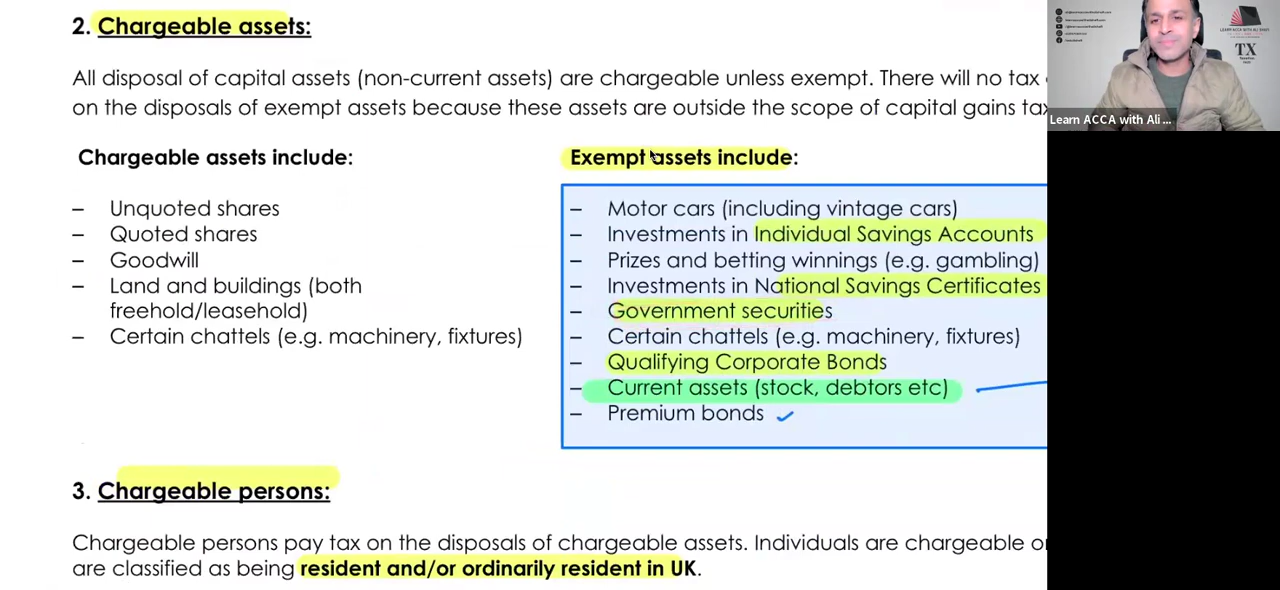 2. Chargeable assets:
All disposal of capital assets (non-current assets) are chargeable unless exempt. There will no tax
on the disposals of exempt assets because these assets are outside the scope of capital gains tax
Chargeable assets include:
– Unquoted shares
– Quoted shares
– Goodwill
– Land and buildings (both
freehold/leasehold)
– Certain chattels (e.g. machinery, fixtures)
Exempt assets include:
– Motor cars (including vintage cars)
– Investments in Individual Savings Accounts
– Prizes and betting winnings (e.g. gambling)
– Investments in National Savings Certificates
– Government securities
– Certain chattels (e.g. machinery, fixtures)
– Qualifying Corporate Bonds
– Current assets (stock, debtors etc)
– Premium bonds
3. Chargeable persons:
Chargeable persons pay tax on the disposals of chargeable assets. Individuals are chargeable
are classified as being resident and/or ordinarily resident in UK.
LEARN ACCA WITH ALI
TX
Learn ACCA with Ali ...